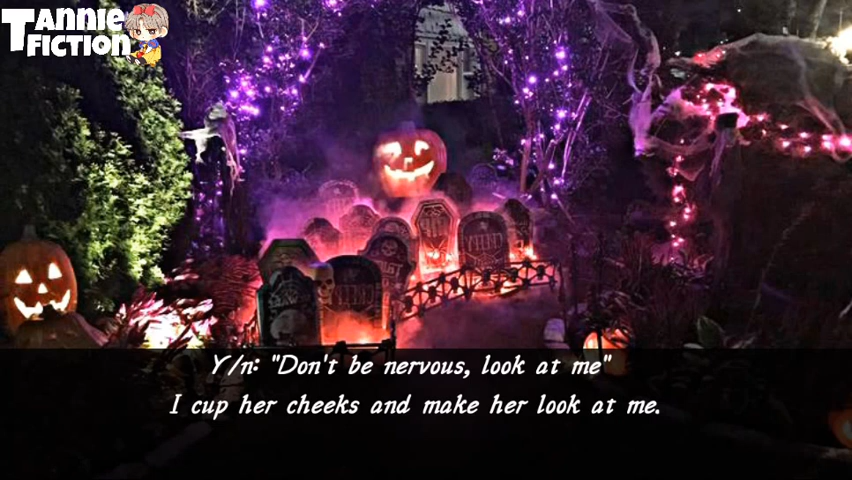 TANNIE
FICTION
Y/n: "Don't be nervous, look at me"
I cup her cheeks and make her look at me.